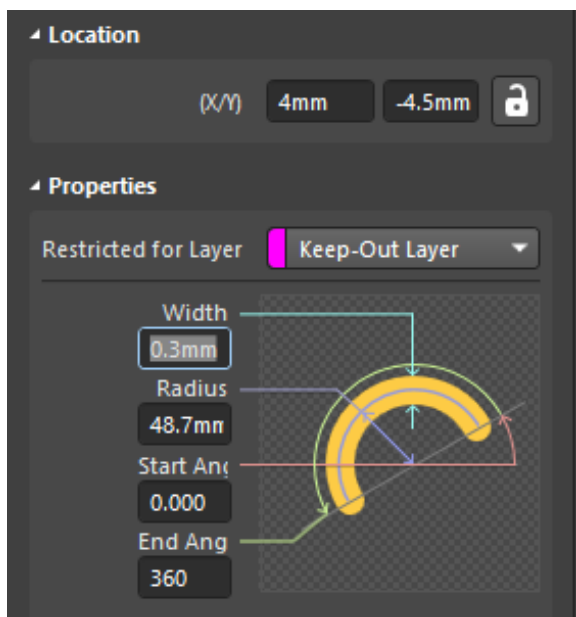 Location
(X/Y) 4mm -4.5mm
Properties
Restricted for Layer Keep-Out Layer
Width
0.3mm
Radius
48.7mm
Start Ang
0.000
End Ang
360